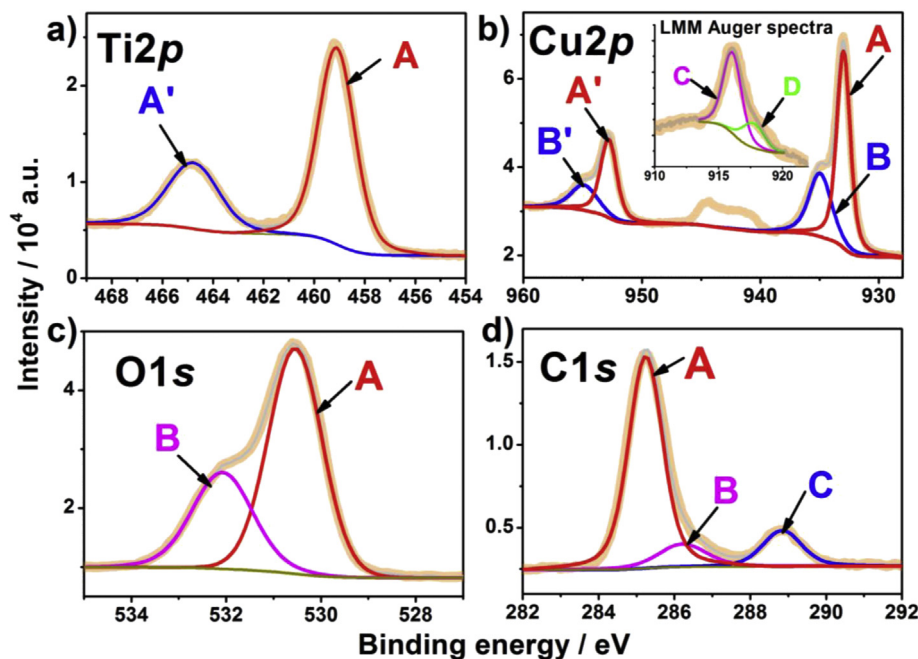 a)
Ti2p
A
A'
2
1
0
468 466 464 462 460 458 456 454
b)
Cu2p
LMM Auger spectra
C
D
910 915 920
A
A'
B'
B
6
4
2
960 950 940 930
c)
O1s
A
B
4
2
534 532 530 528
d)
C1s
A
B
C
1.5
1.0
0.5
282 284 286 288 290 292
Intensity / 10⁴ a.u.
Binding energy / eV